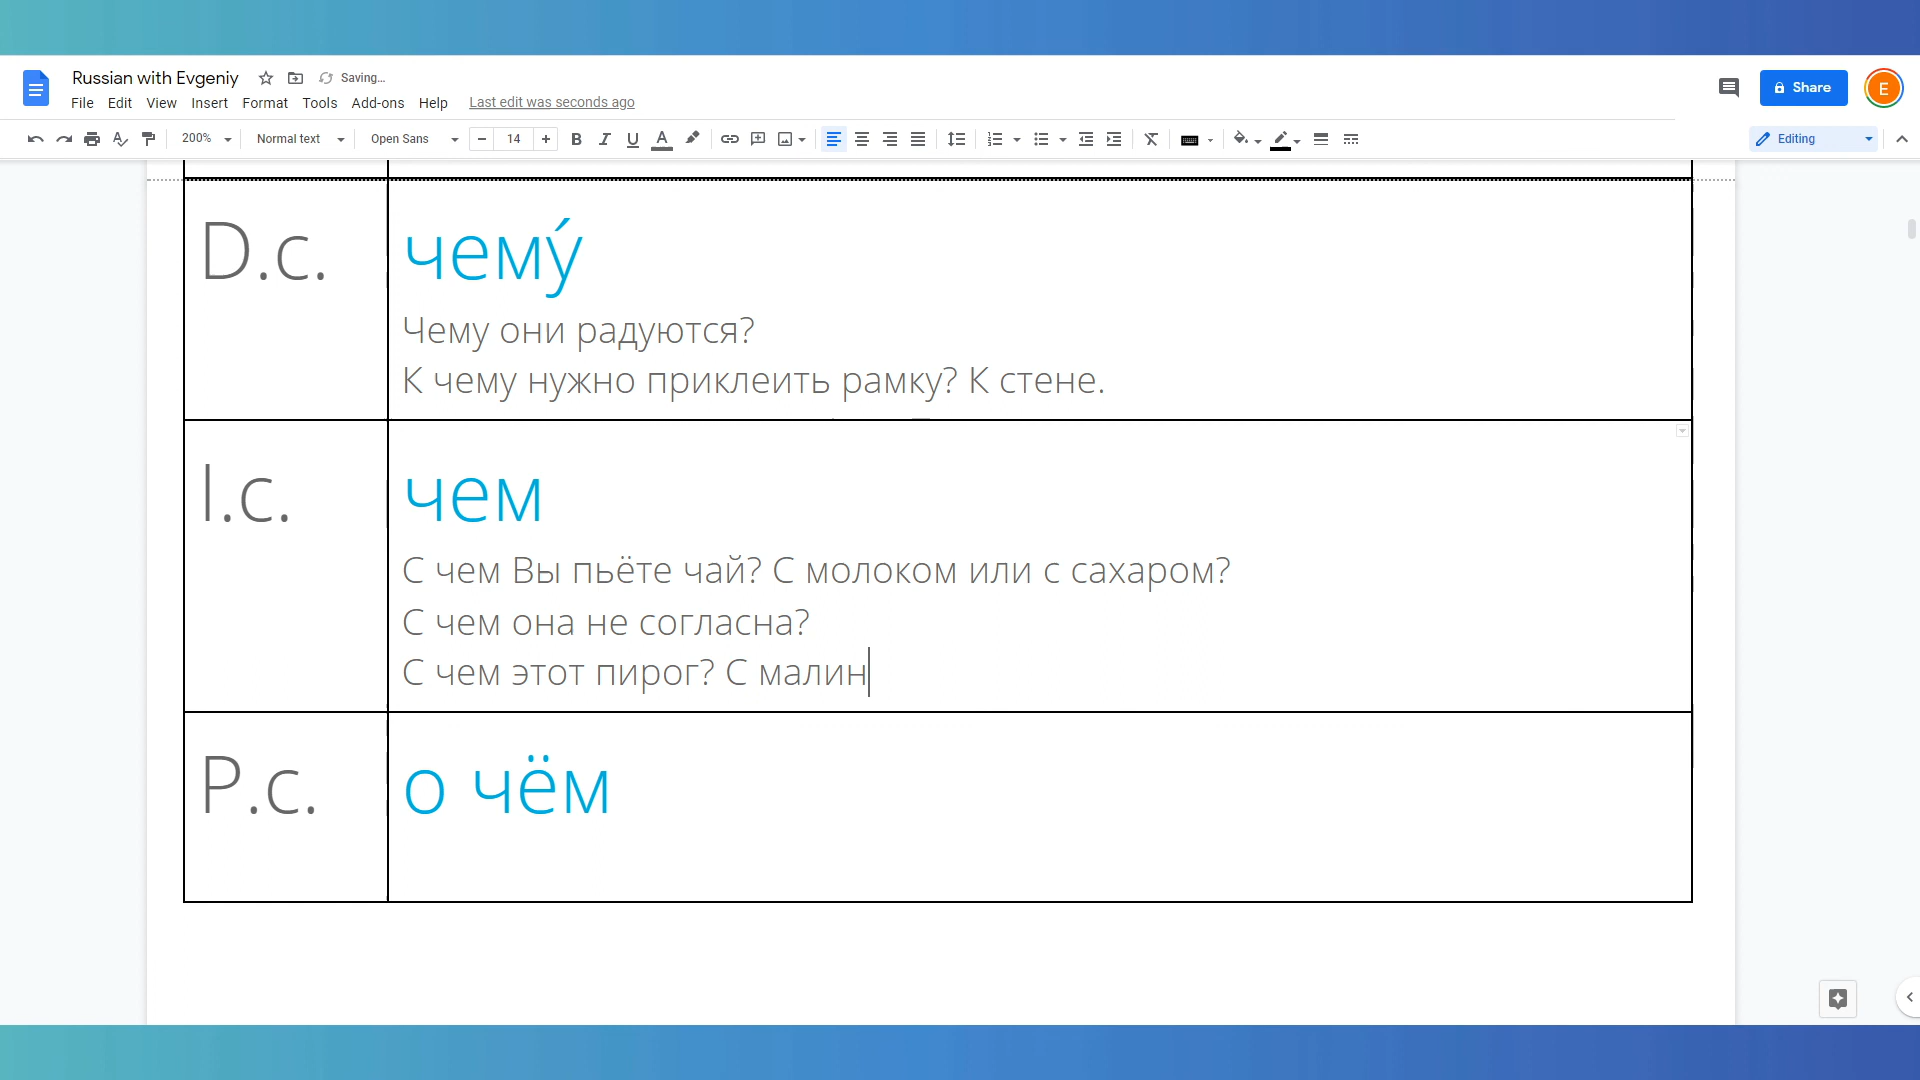 Russian with Evgeniy Saving...
File Edit View Insert Format Tools Add-ons Help Last edit was seconds ago
Share
E
200% Normal text Open Sans 14 B I U A Editing
D.c. чему́
Чему они радуются?
К чему нужно приклеить рамку? К стене.
I.c. чем
С чем Вы пьёте чай? С молоком или с сахаром?
С чем она не согласна?
С чем этот пирог? С малин
P.c. о чём